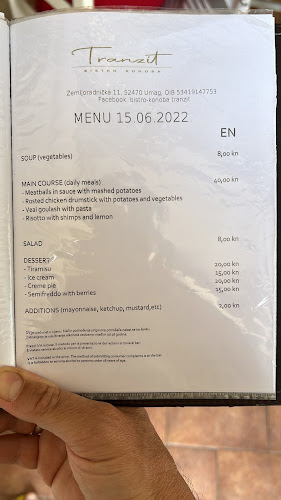 Tranzit
BISTRO KONOBA
Zemljoradnička 11, 52470 Umag, OIB 53419147753
Facebook: bistro-konoba tranzit
MENU 15.06.2022
EN
SOUP (vegetables) 8,00 kn
MAIN COURSE (daily meals) 40,00 kn
- Meatballs in sauce with mashed potatoes
- Rosted chicken drumstick with potatoes and vegetables
- Veal goulash with pasta
- Risotto with shimps and lemon
SALAD 8,00 kn
DESSERT
- Tiramisu 20,00 kn
- Ice cream 15,00 kn
- Creme pie 20,00 kn
- Semifreddo with berries 15,00 kn
ADDITIONS (mayonnaise, ketchup, mustard,etc) 2,00 kn